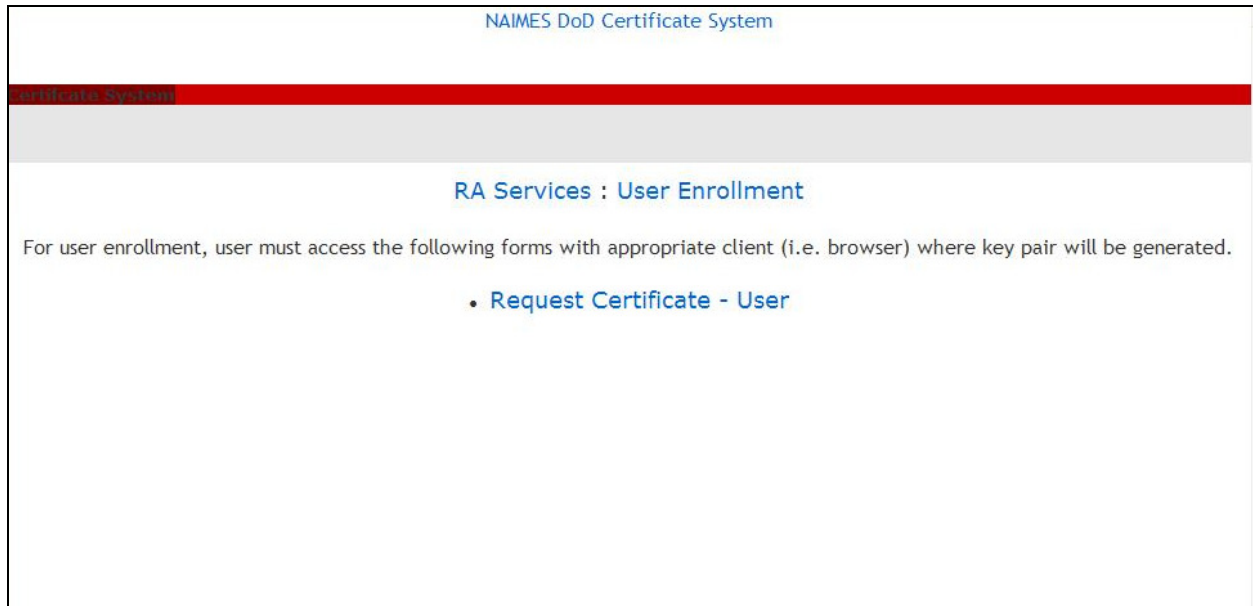 NAIMES DoD Certificate System
Certifcate System
RA Services : User Enrollment
For user enrollment, user must access the following forms with appropriate client (i.e. browser) where key pair will be generated.
• Request Certificate - User